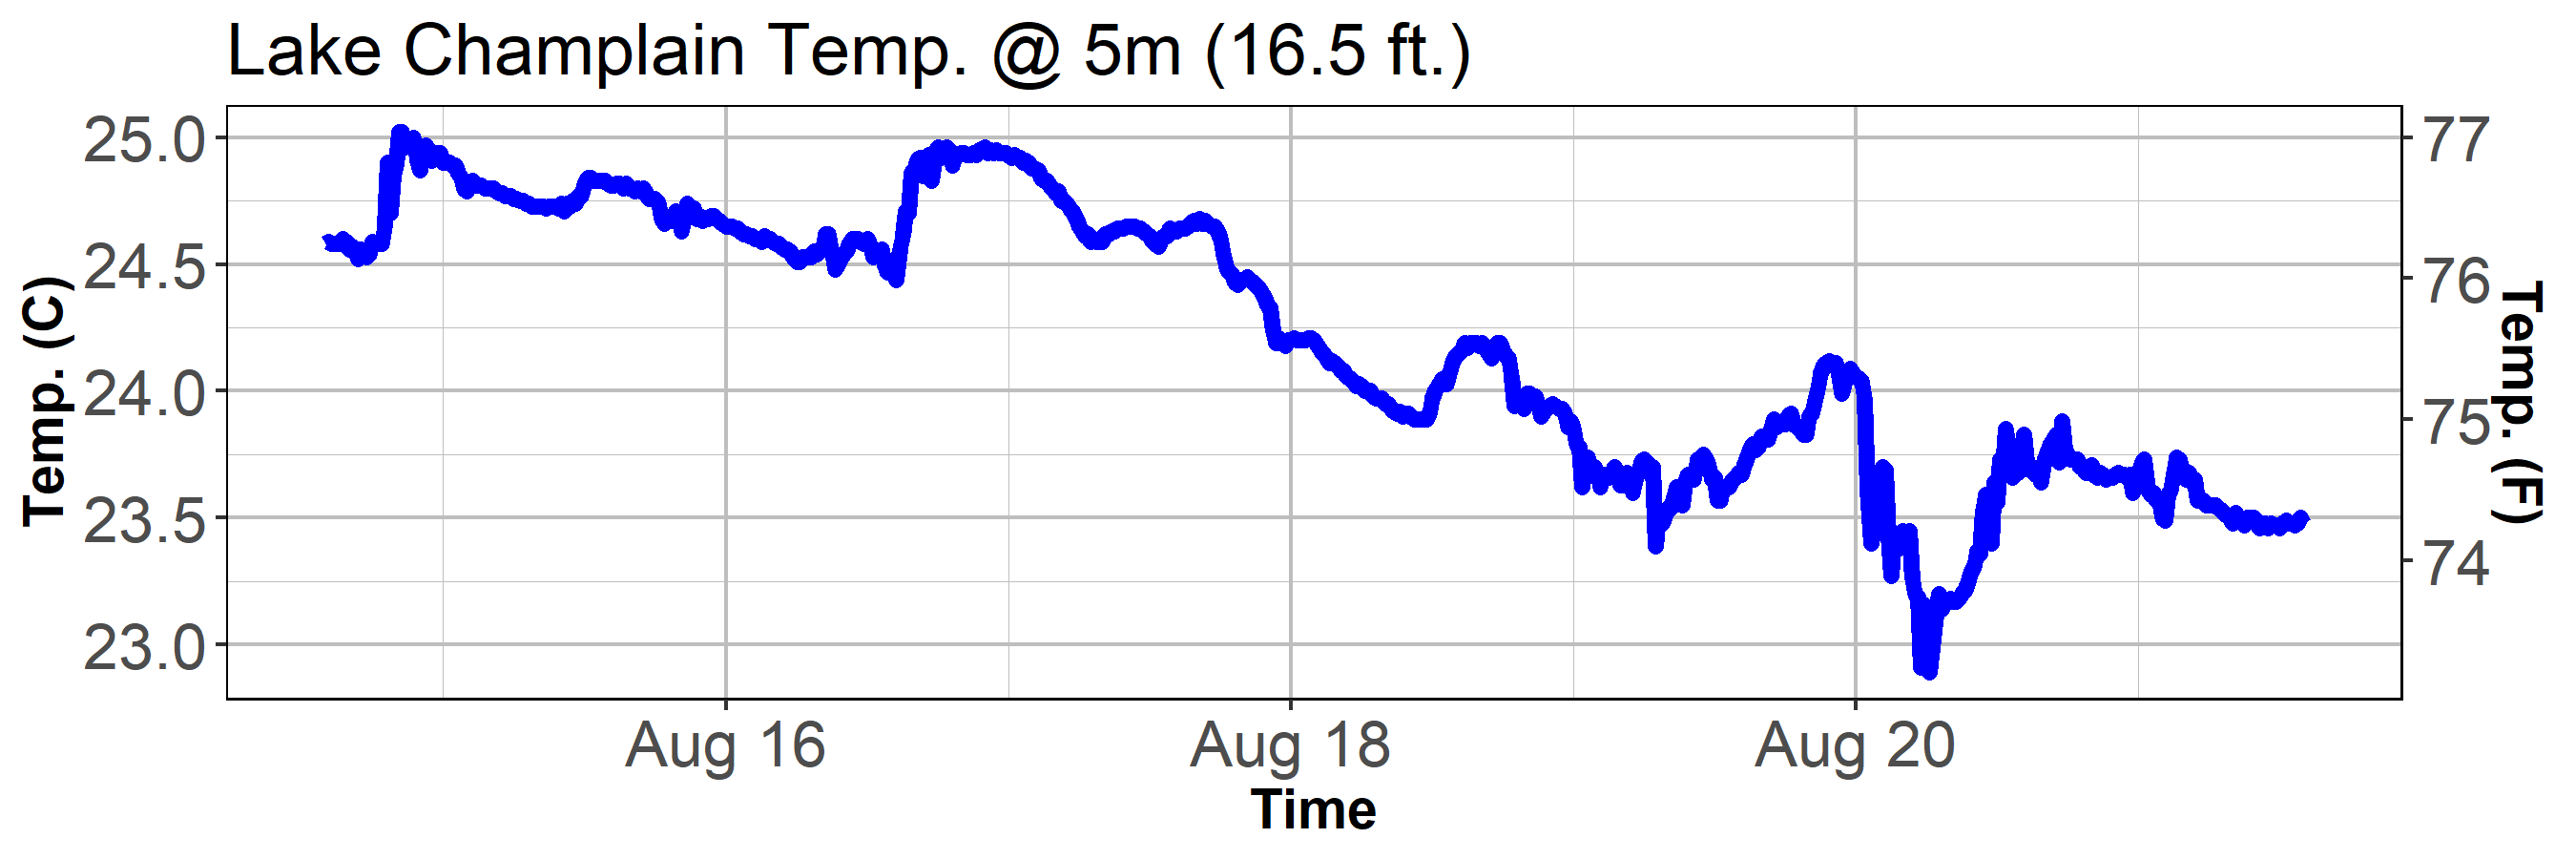 Lake Champlain Temp. @ 5m (16.5 ft.)
25.0
24.5
24.0
23.5
23.0
Temp. (C)
77
76
75
74
Temp. (F)
Aug 16 Aug 18 Aug 20
Time